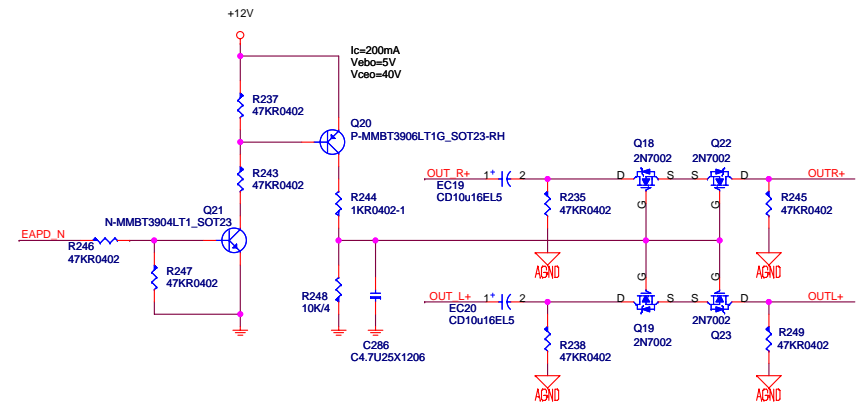 +12V
Ic=200mA
Vebo=5V
Vceo=40V
R237
47KR0402
Q20
P-MMBT3906LT1G_SOT23-RH
R243
47KR0402
Q21
N-MMBT3904LT1_SOT23
EAPD_N
R246
47KR0402
R247
47KR0402
R244
1KR0402-1
R248
10K/4
C286
C4.7U25X1206
OUT_R+
1
+
2
EC19
CD10u16EL5
R235
47KR0402
AGND
Q18
2N7002
D
S
G
Q22
2N7002
S
D
G
OUTR+
R245
47KR0402
AGND
OUT_L+
1
+
2
EC20
CD10u16EL5
R238
47KR0402
AGND
G
D
S
Q19
2N7002
G
S
D
2N7002
Q23
OUTL+
R249
47KR0402
AGND